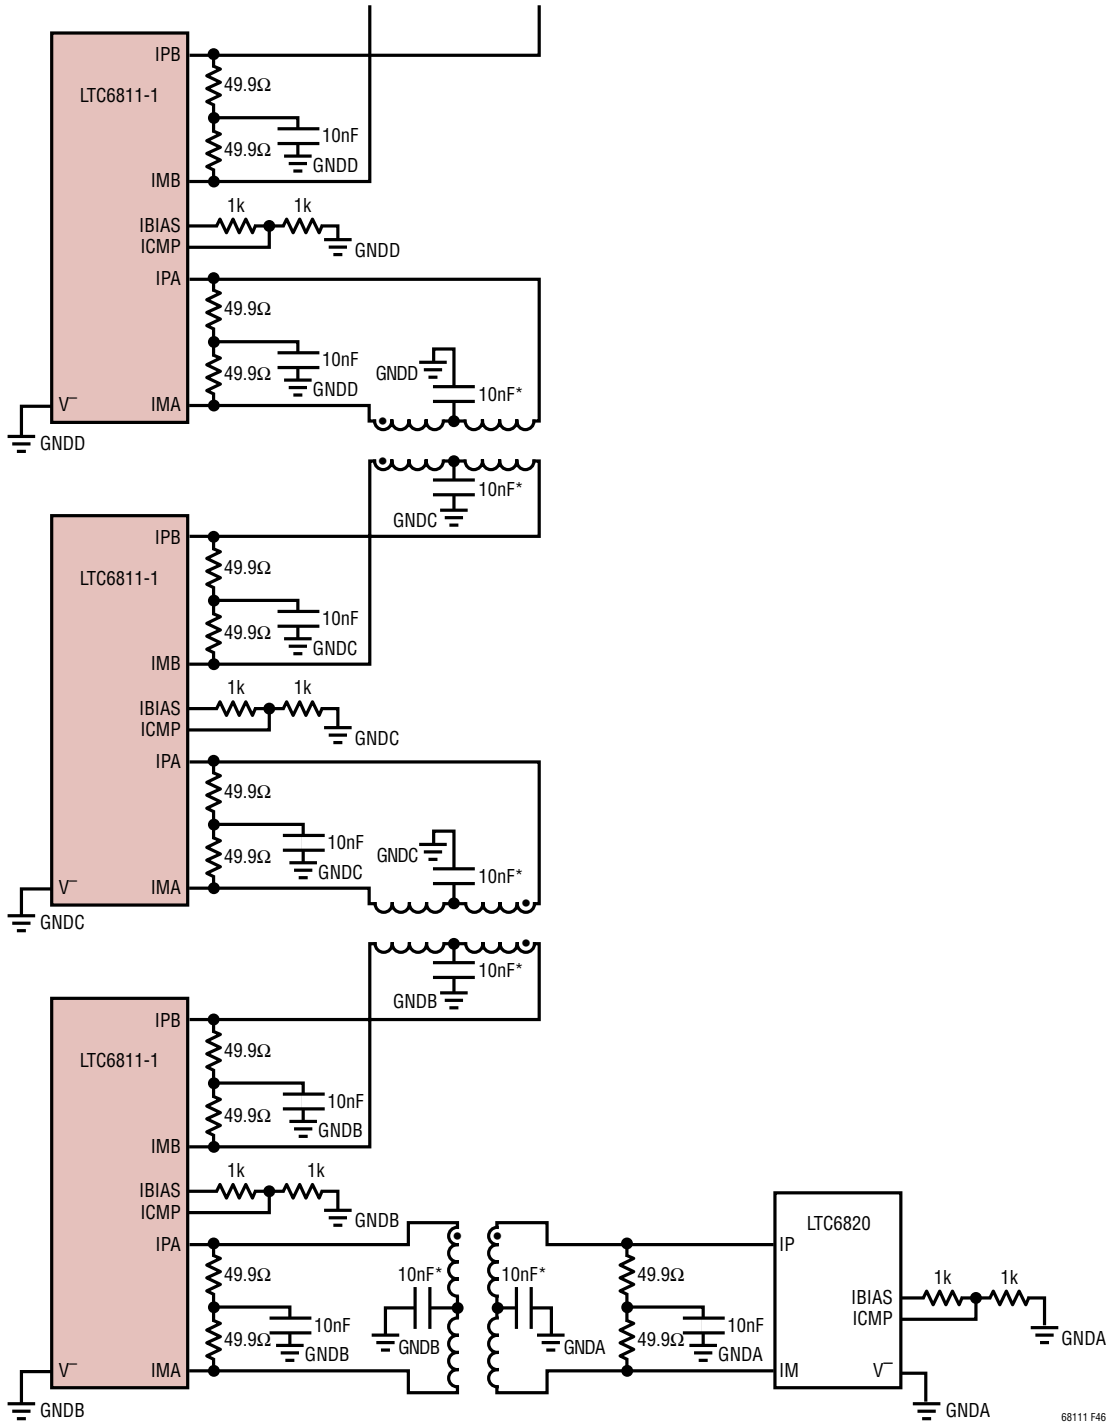 IPB
49.9Ω
LTC6811-1
10nF
49.9Ω
GNDD
IMB
1k 1k
IBIAS
ICMP
GNDD
IPA
49.9Ω
10nF
49.9Ω
GNDD
GNDD
10nF*
V– IMA
GNDD
10nF*
GNDC
IPB
49.9Ω
LTC6811-1
10nF
49.9Ω
GNDC
IMB
1k 1k
IBIAS
ICMP
GNDC
IPA
49.9Ω
10nF
49.9Ω
GNDC
GNDC
10nF*
V– IMA
GNDC
10nF*
GNDB
IPB
49.9Ω
LTC6811-1
10nF
49.9Ω
GNDB
IMB
1k 1k
IBIAS
ICMP
GNDB
IPA
49.9Ω
10nF
49.9Ω
GNDB
V– IMA
GNDB
10nF* 10nF*
GNDB GNDA
49.9Ω
10nF
49.9Ω
GNDA
LTC6820
IP
IBIAS
ICMP
1k 1k
GNDA
IM V–
GNDA
68111 F46